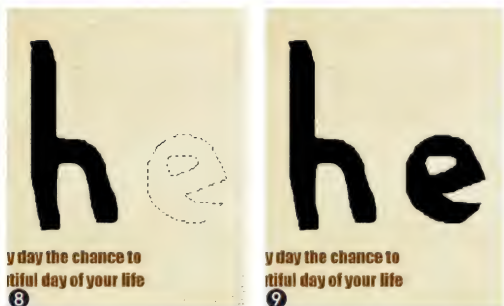 he
y day the chance to
tiful day of your life
8
he
y day the chance to
tiful day of your life
9